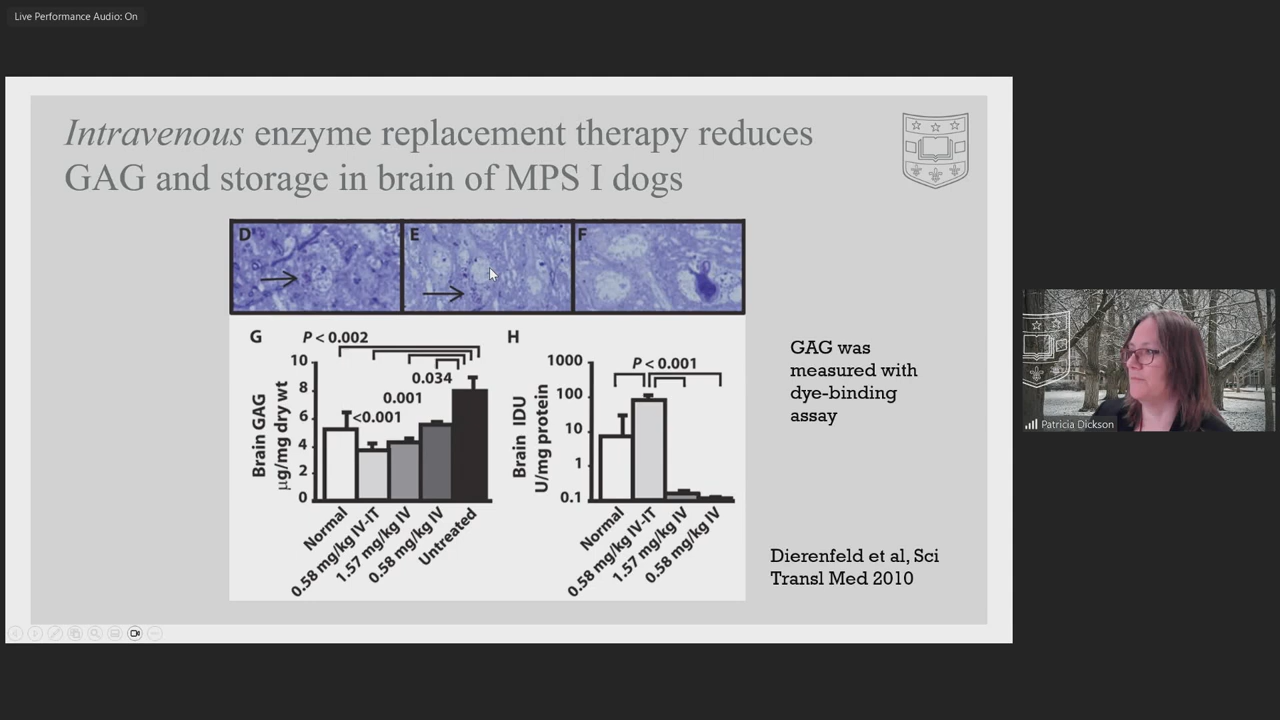 Live Performance Audio: On
Intravenous enzyme replacement therapy reduces
GAG and storage in brain of MPS I dogs
D
E
F
G
P < 0.002
10
8
6
4
2
0
0.034
0.001
<0.001
Brain GAG
µg/mg dry wt
Normal
0.58 mg/kg IV-IT
1.57 mg/kg IV
0.58 mg/kg IV
Untreated
H
P < 0.001
1000
100
10
1
0.1
Brain IDU
U/mg protein
Normal
0.58 mg/kg IV-IT
1.57 mg/kg IV
0.58 mg/kg IV
GAG was
measured with
dye-binding
assay
Dierenfeld et al, Sci
Transl Med 2010
Patricia Dickson